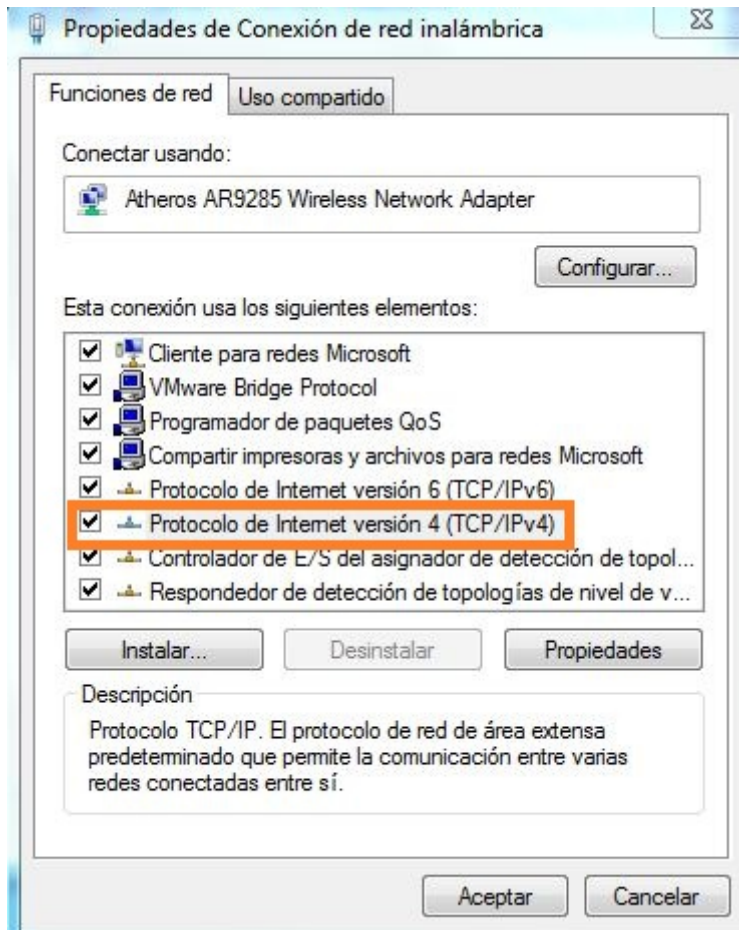 Propiedades de Conexión de red inalámbrica
Funciones de red
Uso compartido
Conectar usando:
Atheros AR9285 Wireless Network Adapter
Configurar...
Esta conexión usa los siguientes elementos:
Cliente para redes Microsoft
VMware Bridge Protocol
Programador de paquetes QoS
Compartir impresoras y archivos para redes Microsoft
Protocolo de Internet versión 6 (TCP/IPv6)
Protocolo de Internet versión 4 (TCP/IPv4)
Controlador de E/S del asignador de detección de topol...
Respondedor de detección de topologías de nivel de v...
Instalar...
Desinstalar
Propiedades
Descripción
Protocolo TCP/IP. El protocolo de red de área extensa
predeterminado que permite la comunicación entre varias
redes conectadas entre sí.
Aceptar
Cancelar